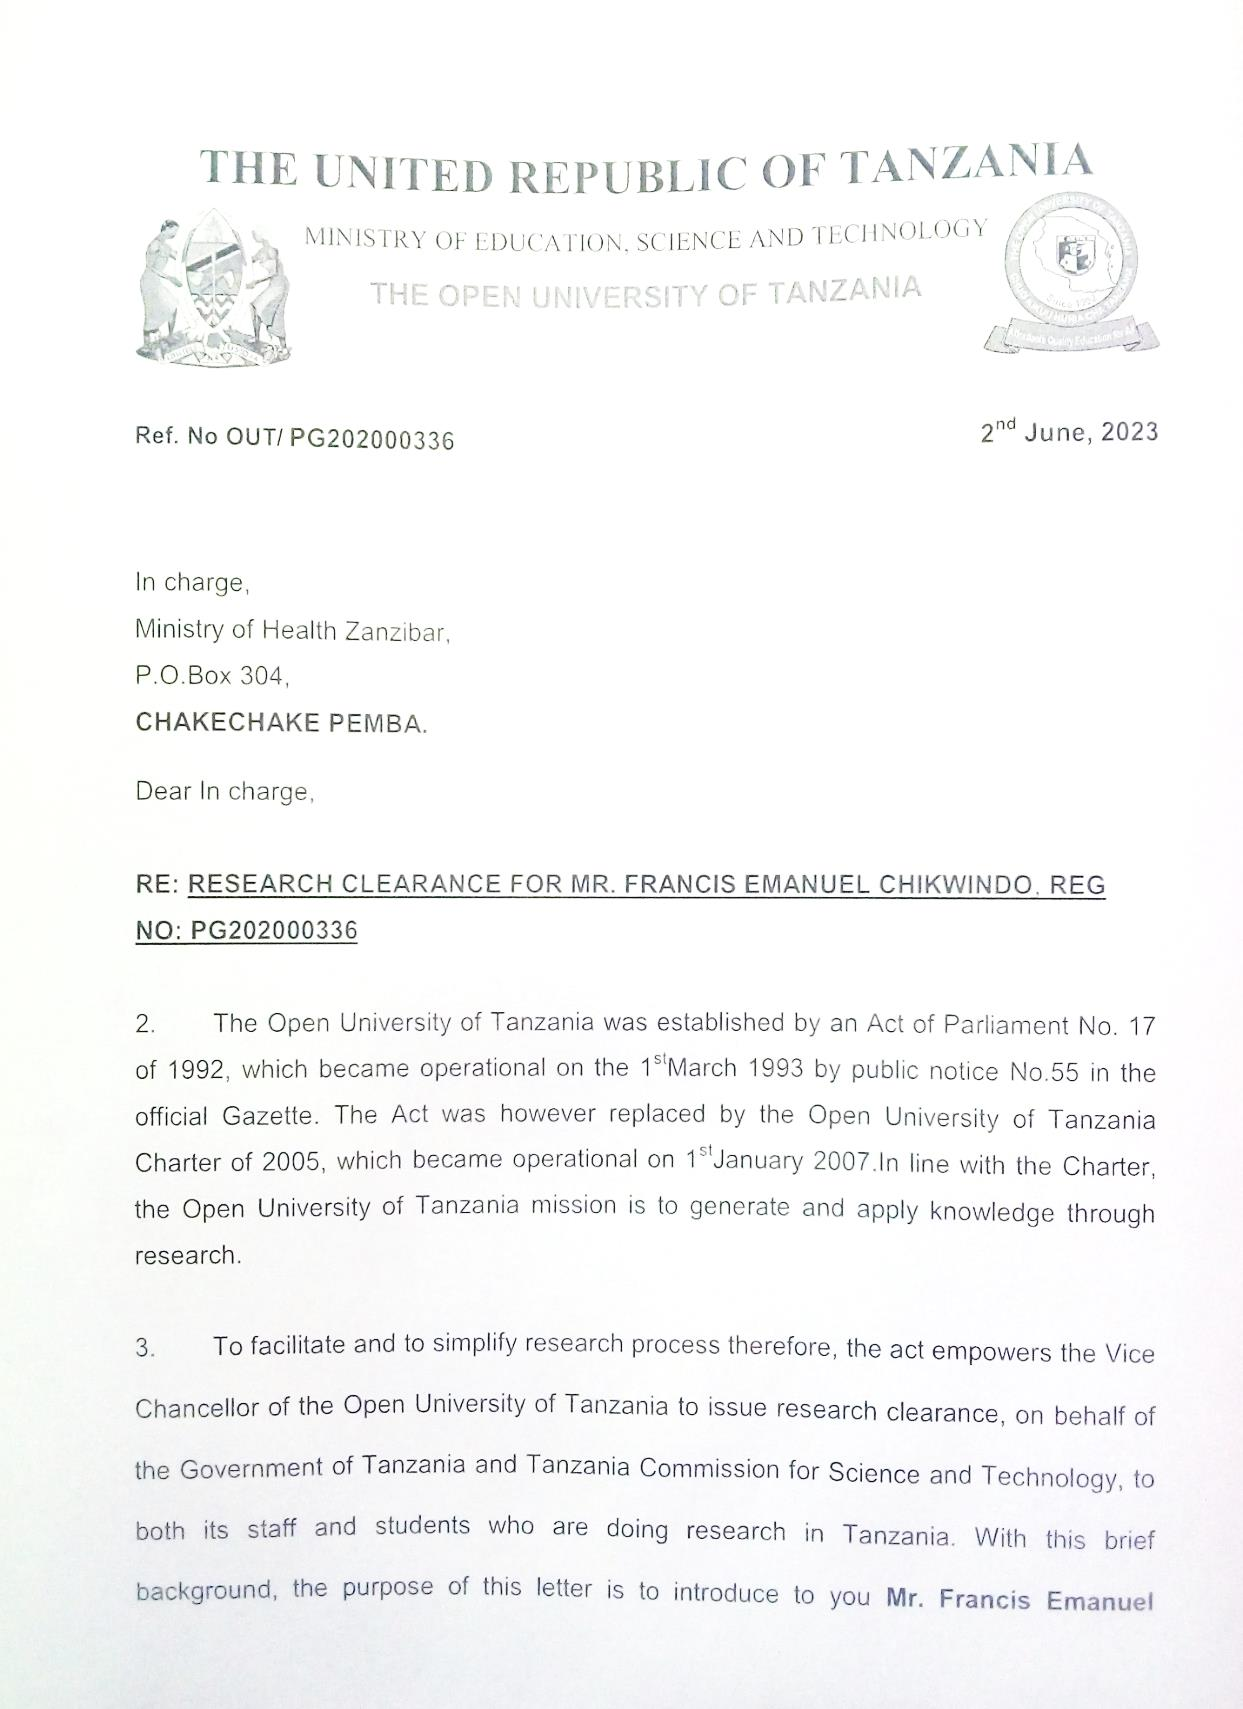 THE UNITED REPUBLIC OF TANZANIA
MINISTRY OF EDUCATION, SCIENCE AND TECHNOLOGY
THE OPEN UNIVERSITY OF TANZANIA
Since 1992
Ref. No OUT/ PG202000336
2nd June, 2023
In charge,
Ministry of Health Zanzibar,
P.O.Box 304,
CHAKECHAKE PEMBA.
Dear In charge,
RE: RESEARCH CLEARANCE FOR MR. FRANCIS EMANUEL CHIKWINDO, REG
NO: PG202000336
2. The Open University of Tanzania was established by an Act of Parliament No. 17
of 1992, which became operational on the 1stMarch 1993 by public notice No.55 in the
official Gazette. The Act was however replaced by the Open University of Tanzania
Charter of 2005, which became operational on 1stJanuary 2007.In line with the Charter,
the Open University of Tanzania mission is to generate and apply knowledge through
research.
3. To facilitate and to simplify research process therefore, the act empowers the Vice
Chancellor of the Open University of Tanzania to issue research clearance, on behalf of
the Government of Tanzania and Tanzania Commission for Science and Technology, to
both its staff and students who are doing research in Tanzania. With this brief
background, the purpose of this letter is to introduce to you Mr. Francis Emanuel